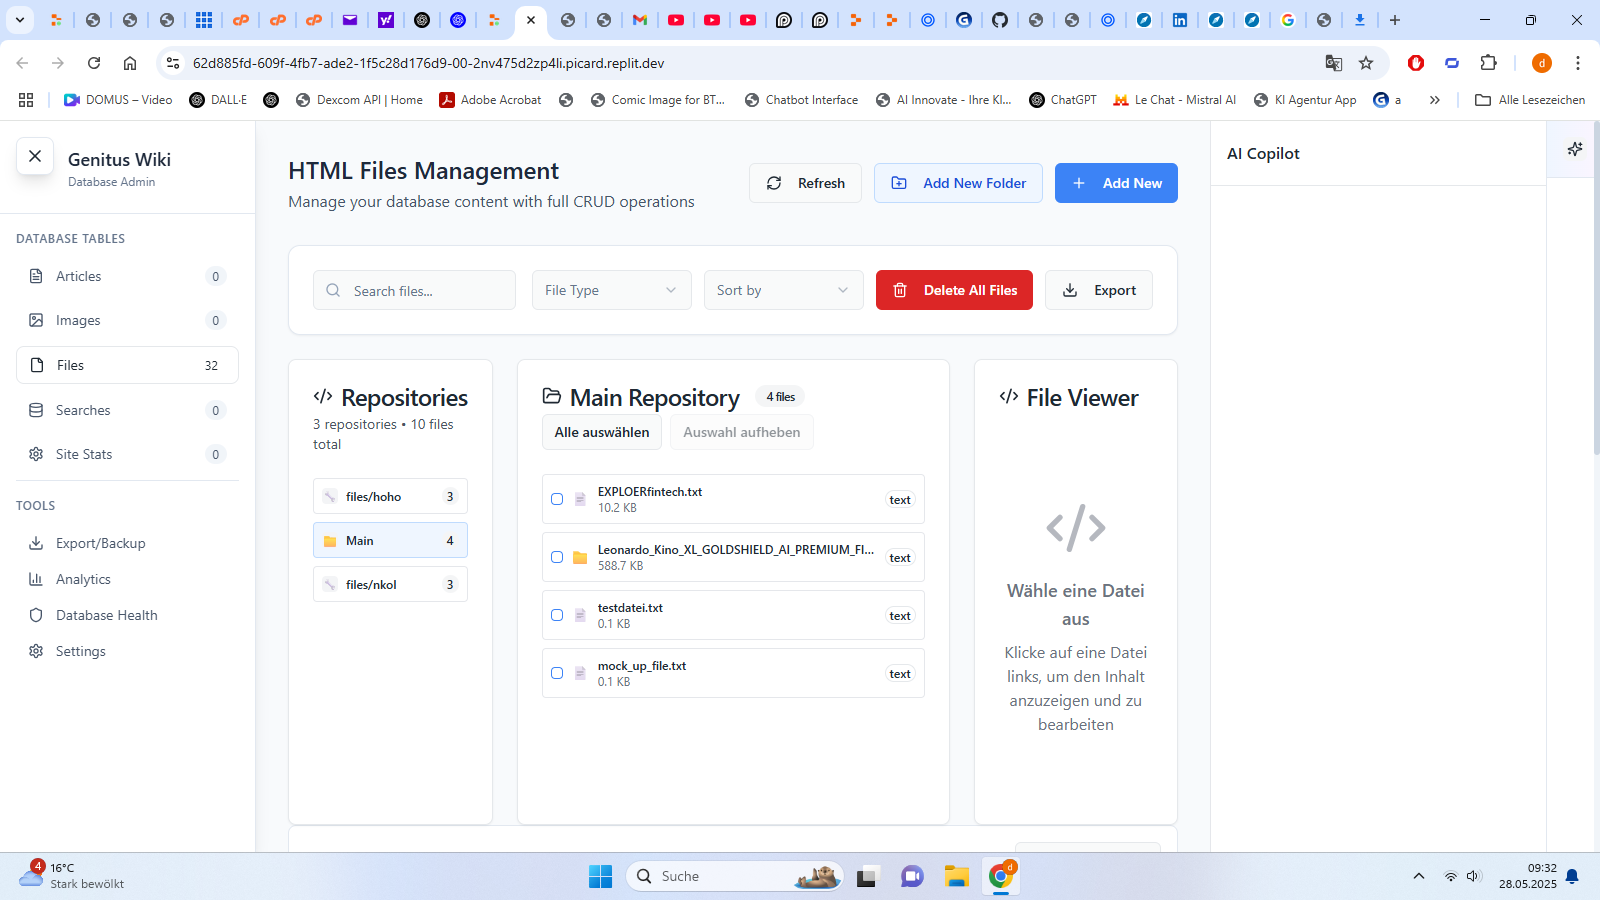 62d885fd-609f-4fb7-ade2-1f5c28d176d9-00-2nv475d2zp4li.picard.replit.dev
d
DOMUS – Video
DALL·E
Dexcom API | Home
Adobe Acrobat
Comic Image for BT...
Chatbot Interface
AI Innovate - Ihre KI...
ChatGPT
Le Chat - Mistral AI
KI Agentur App
a
»
Alle Lesezeichen
Genitus Wiki
Database Admin
DATABASE TABLES
Articles 0
Images 0
Files 32
Searches 0
Site Stats 0
TOOLS
Export/Backup
Analytics
Database Health
Settings
HTML Files Management
Manage your database content with full CRUD operations
Refresh
Add New Folder
Add New
Search files...
File Type
Sort by
Delete All Files
Export
Repositories
3 repositories • 10 files
total
files/hoho 3
Main 4
files/nkol 3
Main Repository 4 files
Alle auswählen
Auswahl aufheben
EXPLOERfintech.txt
10.2 KB
text
Leonardo_Kino_XL_GOLDSHIELD_AI_PREMIUM_FI...
588.7 KB
text
testdatei.txt
0.1 KB
text
mock_up_file.txt
0.1 KB
text
File Viewer
Wähle eine Datei
aus
Klicke auf eine Datei
links, um den Inhalt
anzuzeigen und zu
bearbeiten
AI Copilot
4
16°C
Stark bewölkt
Suche
d
09:32
28.05.2025